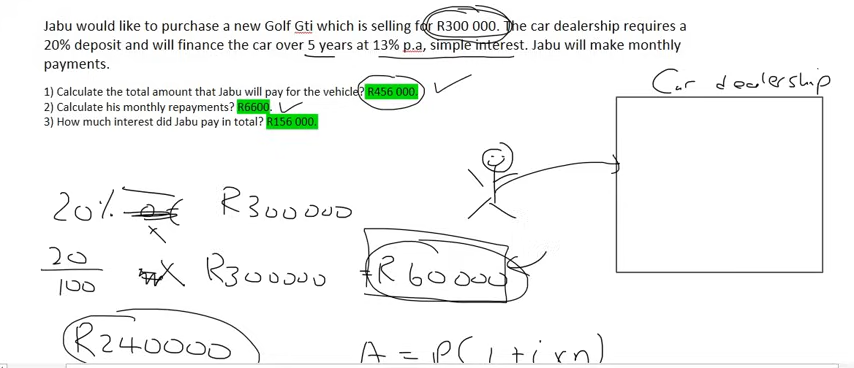 Jabu would like to purchase a new Golf Gti which is selling for R300 000. The car dealership requires a
20% deposit and will finance the car over 5 years at 13% p.a, simple interest. Jabu will make monthly
payments.
1) Calculate the total amount that Jabu will pay for the vehicle? R456 000.
2) Calculate his monthly repayments? R6600.
3) How much interest did Jabu pay in total? R156 000.
Car dealership
20% of R300000
x
20/100 X R300000 = R60000
R240000
A = P(1+i×n)